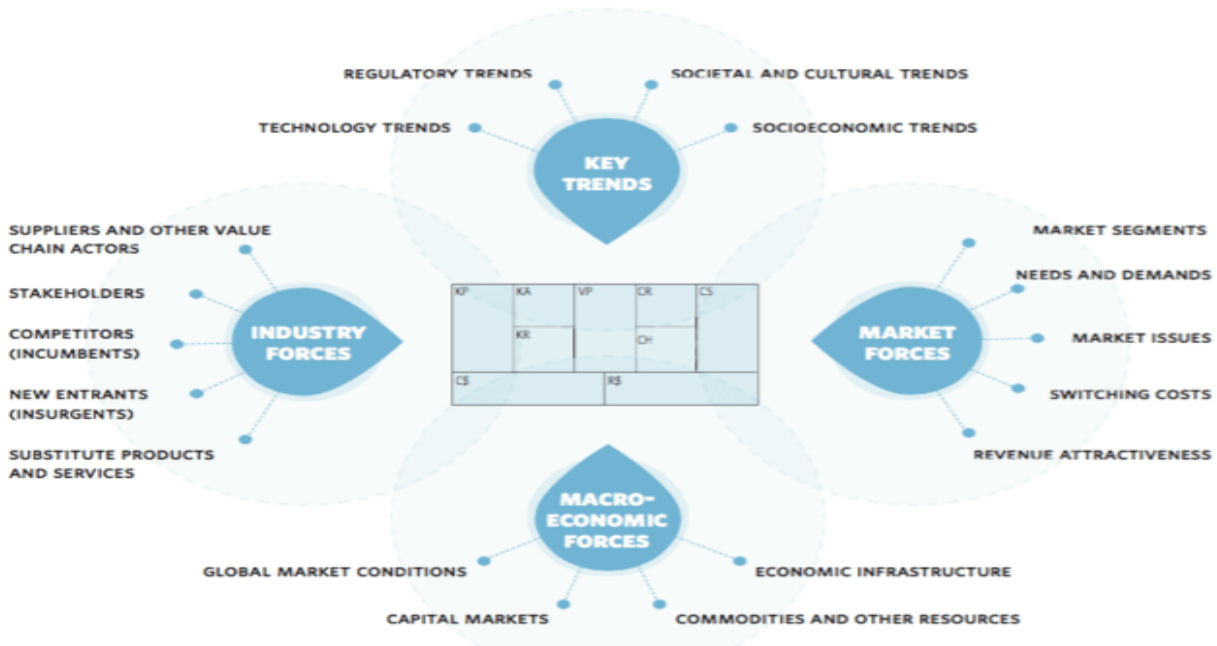 REGULATORY TRENDS
SOCIETAL AND CULTURAL TRENDS
TECHNOLOGY TRENDS
SOCIOECONOMIC TRENDS
KEY
TRENDS
SUPPLIERS AND OTHER VALUE
CHAIN ACTORS
STAKEHOLDERS
COMPETITORS
(INCUMBENTS)
NEW ENTRANTS
(INSURGENTS)
SUBSTITUTE PRODUCTS
AND SERVICES
INDUSTRY
FORCES
KP
KA
VP
CR
CS
KR
CH
C$
R$
MARKET
FORCES
MARKET SEGMENTS
NEEDS AND DEMANDS
MARKET ISSUES
SWITCHING COSTS
REVENUE ATTRACTIVENESS
MACRO-
ECONOMIC
FORCES
GLOBAL MARKET CONDITIONS
ECONOMIC INFRASTRUCTURE
CAPITAL MARKETS
COMMODITIES AND OTHER RESOURCES